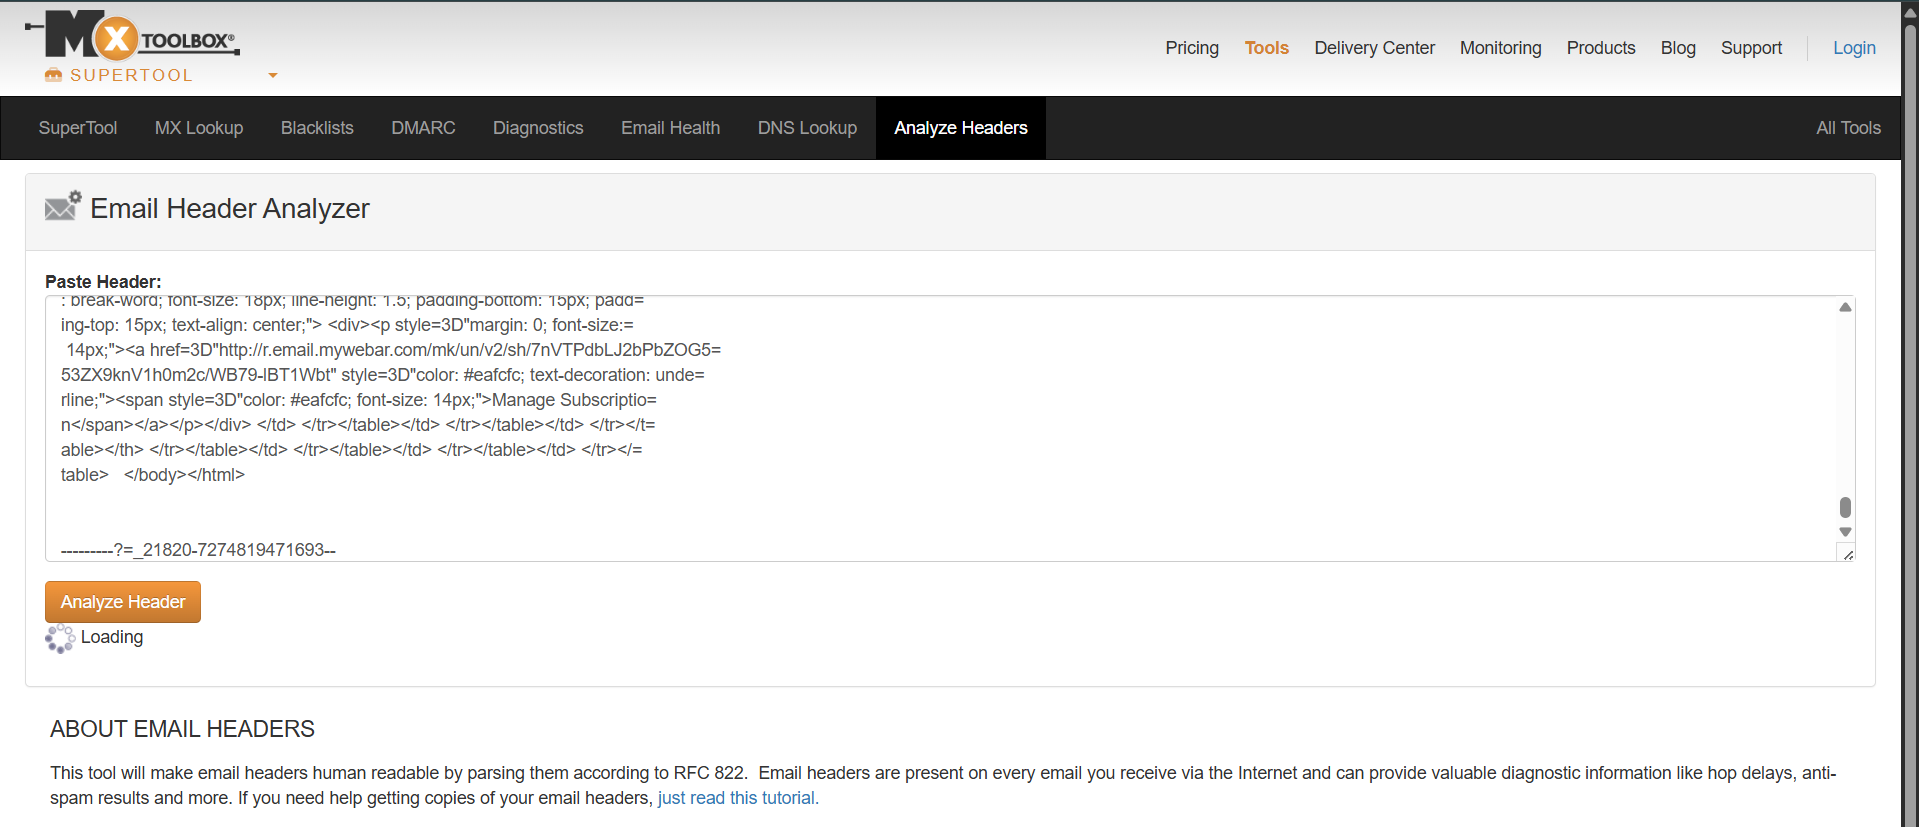 MX TOOLBOX®
SUPERTOOL
Pricing Tools Delivery Center Monitoring Products Blog Support Login
SuperTool MX Lookup Blacklists DMARC Diagnostics Email Health DNS Lookup Analyze Headers All Tools
Email Header Analyzer
Paste Header:
: break-word; font-size: 18px; line-height: 1.5; padding-bottom: 15px; padd=
ing-top: 15px; text-align: center;"> <div><p style=3D"margin: 0; font-size:=
14px;"><a href=3D"http://r.email.mywebar.com/mk/un/v2/sh/7nVTPdbLJ2bPbZOG5=
53ZX9knV1h0m2c/WB79-lBT1Wbt" style=3D"color: #eafcfc; text-decoration: unde=
rline;"><span style=3D"color: #eafcfc; font-size: 14px;">Manage Subscriptio=
n</span></a></p></div> </td> </tr></table></td> </tr></table></td> </tr></t=
able></th> </tr></table></td> </tr></table></td> </tr></table></td> </tr></=
table>   </body></html>
---------?=_21820-7274819471693--
Analyze Header
Loading
ABOUT EMAIL HEADERS
This tool will make email headers human readable by parsing them according to RFC 822.  Email headers are present on every email you receive via the Internet and can provide valuable diagnostic information like hop delays, anti-
spam results and more. If you need help getting copies of your email headers, just read this tutorial.